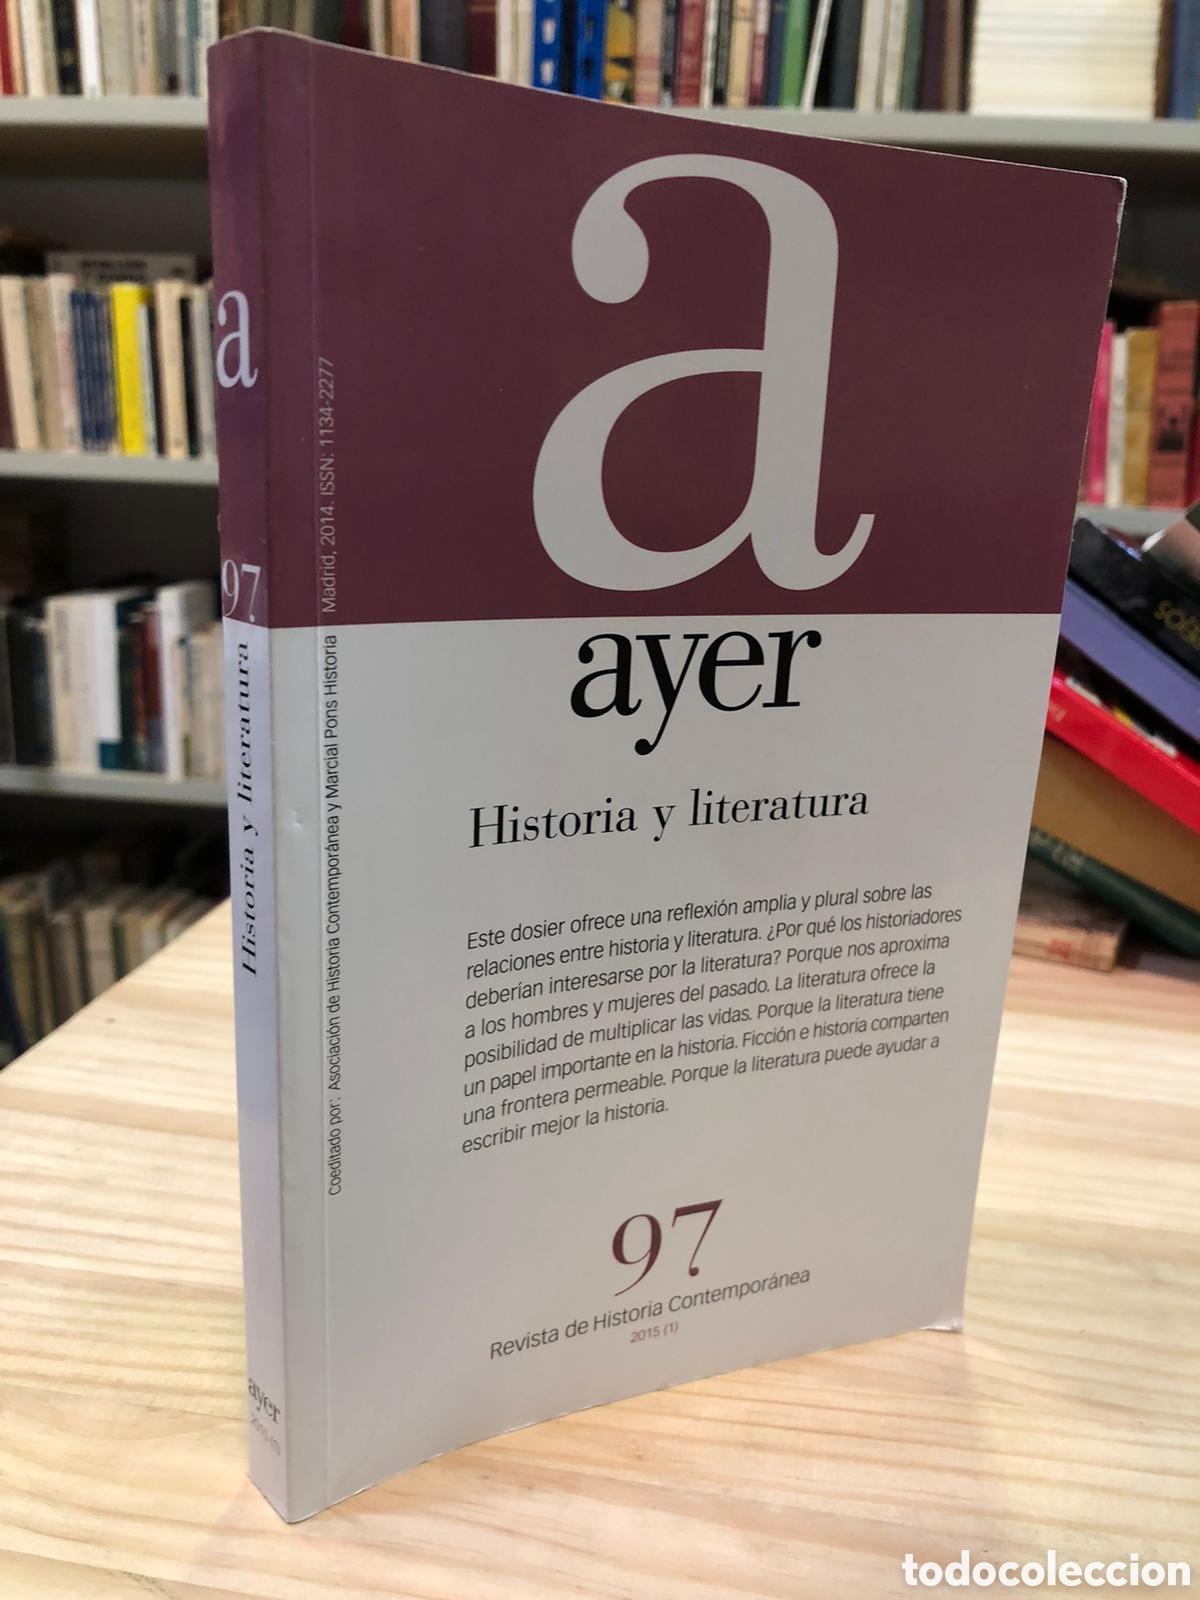 a
ayer
Historia y literatura
Este dosier ofrece una reflexión amplia y plural sobre las
relaciones entre historia y literatura. ¿Por qué los historiadores
deberían interesarse por la literatura? Porque nos aproxima
a los hombres y mujeres del pasado. La literatura ofrece la
posibilidad de multiplicar las vidas. Porque la literatura tiene
un papel importante en la historia. Ficción e historia comparten
una frontera permeable. Porque la literatura puede ayudar a
escribir mejor la historia.
97
Revista de Historia Contemporánea
2015 (1)
Coeditado por: Asociación de Historia Contemporánea y Marcial Pons Historia Madrid, 2014. ISSN: 1134-2277
a
97
Historia y literatura
ayer
2015 (1)
todocoleccion